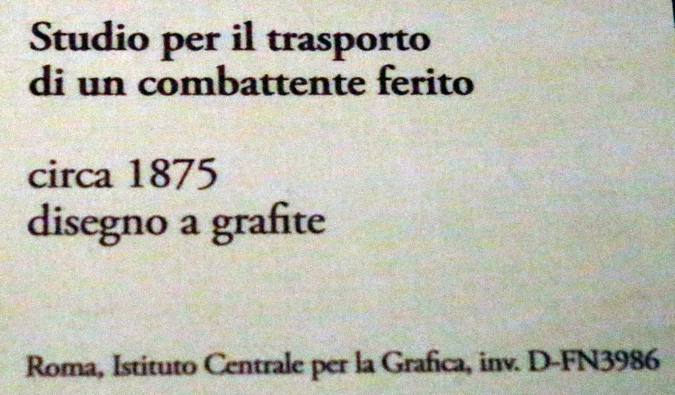 Studio per il trasporto
di un combattente ferito
circa 1875
disegno a grafite
Roma, Istituto Centrale per la Grafica, inv. D-FN3986